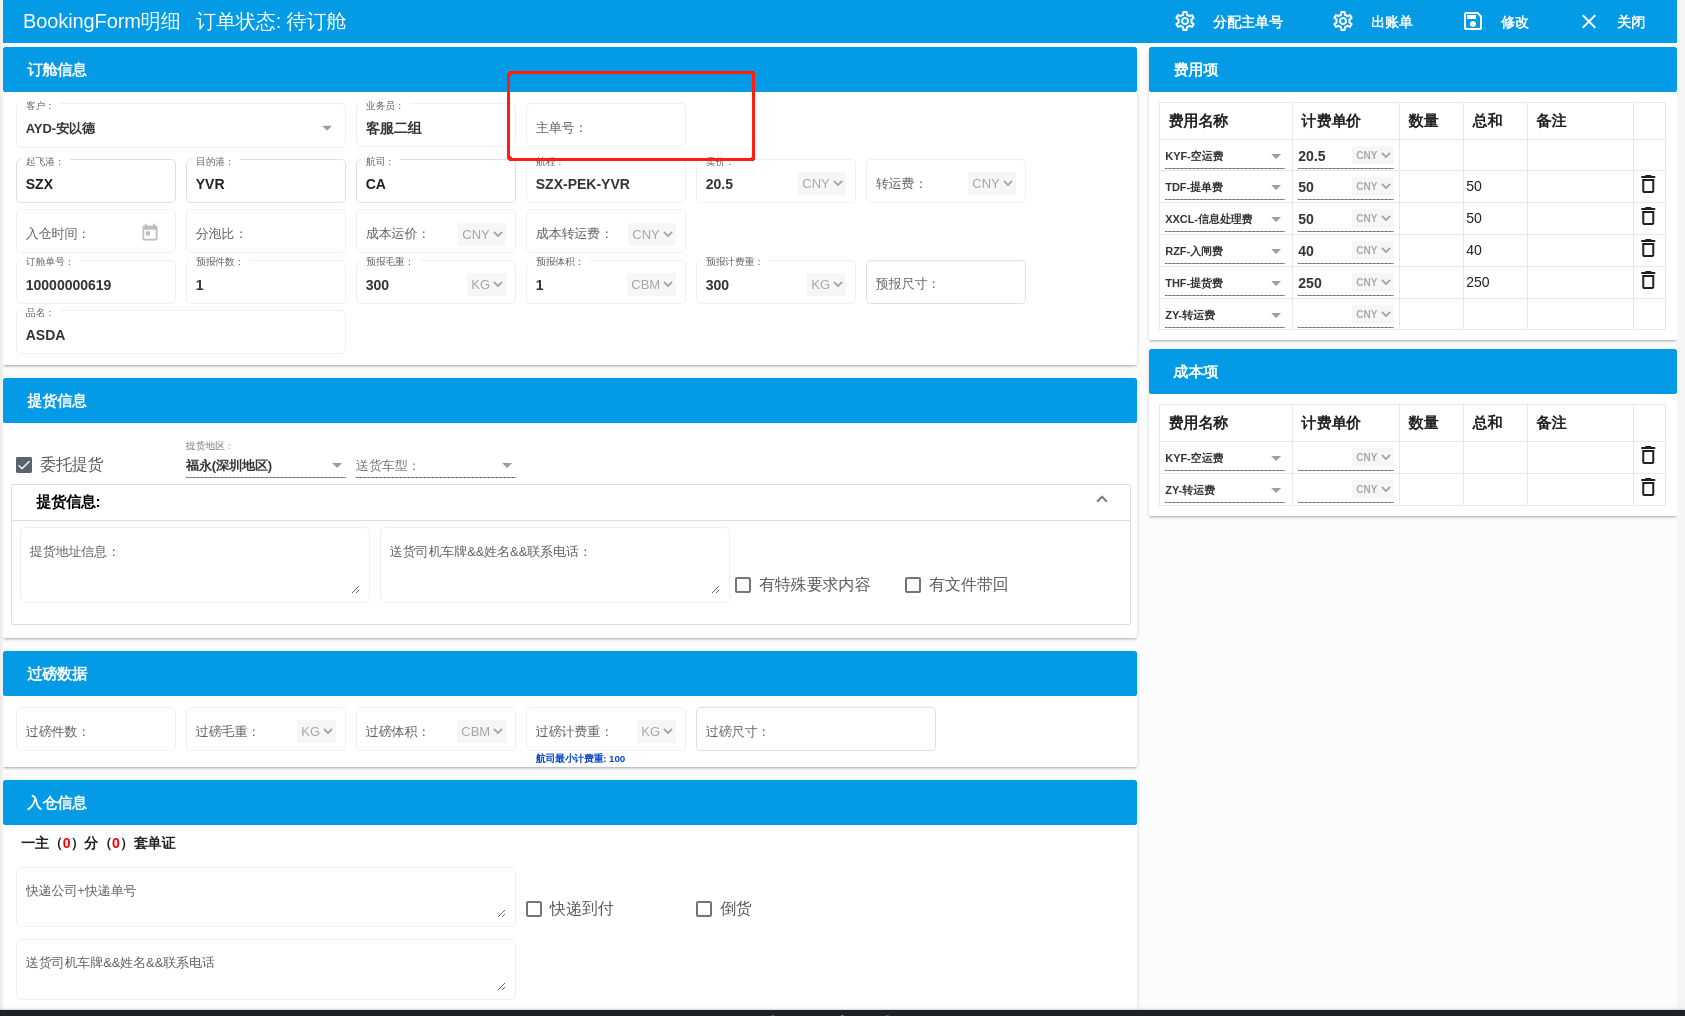 BookingForm明细 订单状态: 待订舱
分配主单号 出账单 修改 关闭
订舱信息
客户：
AYD-安以德
业务员：
客服二组
主单号：
起飞港：
SZX
目的港：
YVR
航司：
CA
航程：
SZX-PEK-YVR
卖价：
20.5 CNY
转运费： CNY
入仓时间：
分泡比：
成本运价： CNY
成本转运费： CNY
订舱单号：
10000000619
预报件数：
1
预报毛重：
300 KG
预报体积：
1 CBM
预报计费重：
300 KG
预报尺寸：
品名：
ASDA
提货信息
委托提货
提货地区：
福永(深圳地区)
送货车型：
提货信息:
提货地址信息：
送货司机车牌&&姓名&&联系电话：
有特殊要求内容
有文件带回
过磅数据
过磅件数：
过磅毛重： KG
过磅体积： CBM
过磅计费重： KG
过磅尺寸：
航司最小计费重: 100
入仓信息
一主（0）分（0）套单证
快递公司+快递单号
快递到付
倒货
送货司机车牌&&姓名&&联系电话
费用项
费用名称 计费单价 数量 总和 备注
KYF-空运费 20.5 CNY
TDF-提单费 50 CNY 50
XXCL-信息处理费 50 CNY 50
RZF-入闸费 40 CNY 40
THF-提货费 250 CNY 250
ZY-转运费 CNY
成本项
费用名称 计费单价 数量 总和 备注
KYF-空运费 CNY
ZY-转运费 CNY